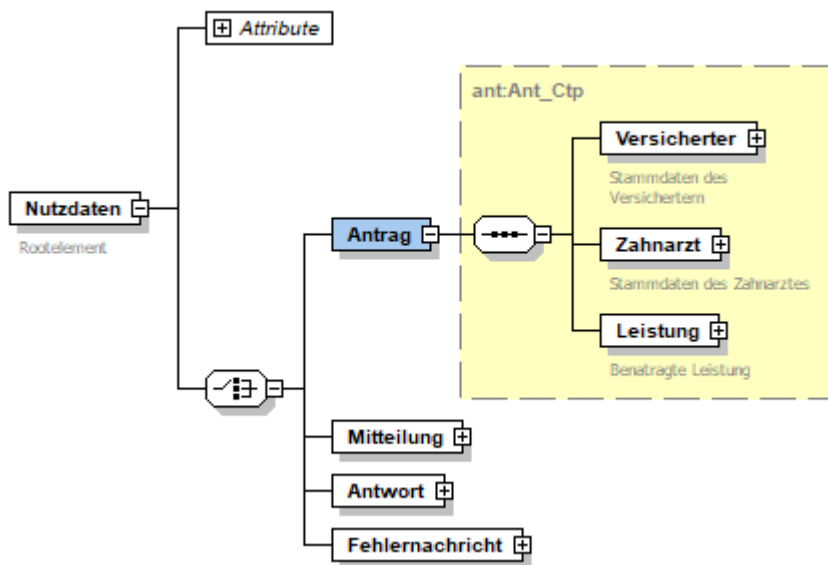 Attribute
ant:Ant_Ctp
Versicherter
Stammdaten des
Versichertern
Nutzdaten
Rootelement
Antrag
Zahnarzt
Stammdaten des Zahnarztes
Leistung
Benatragte Leistung
Mitteilung
Antwort
Fehlernachricht